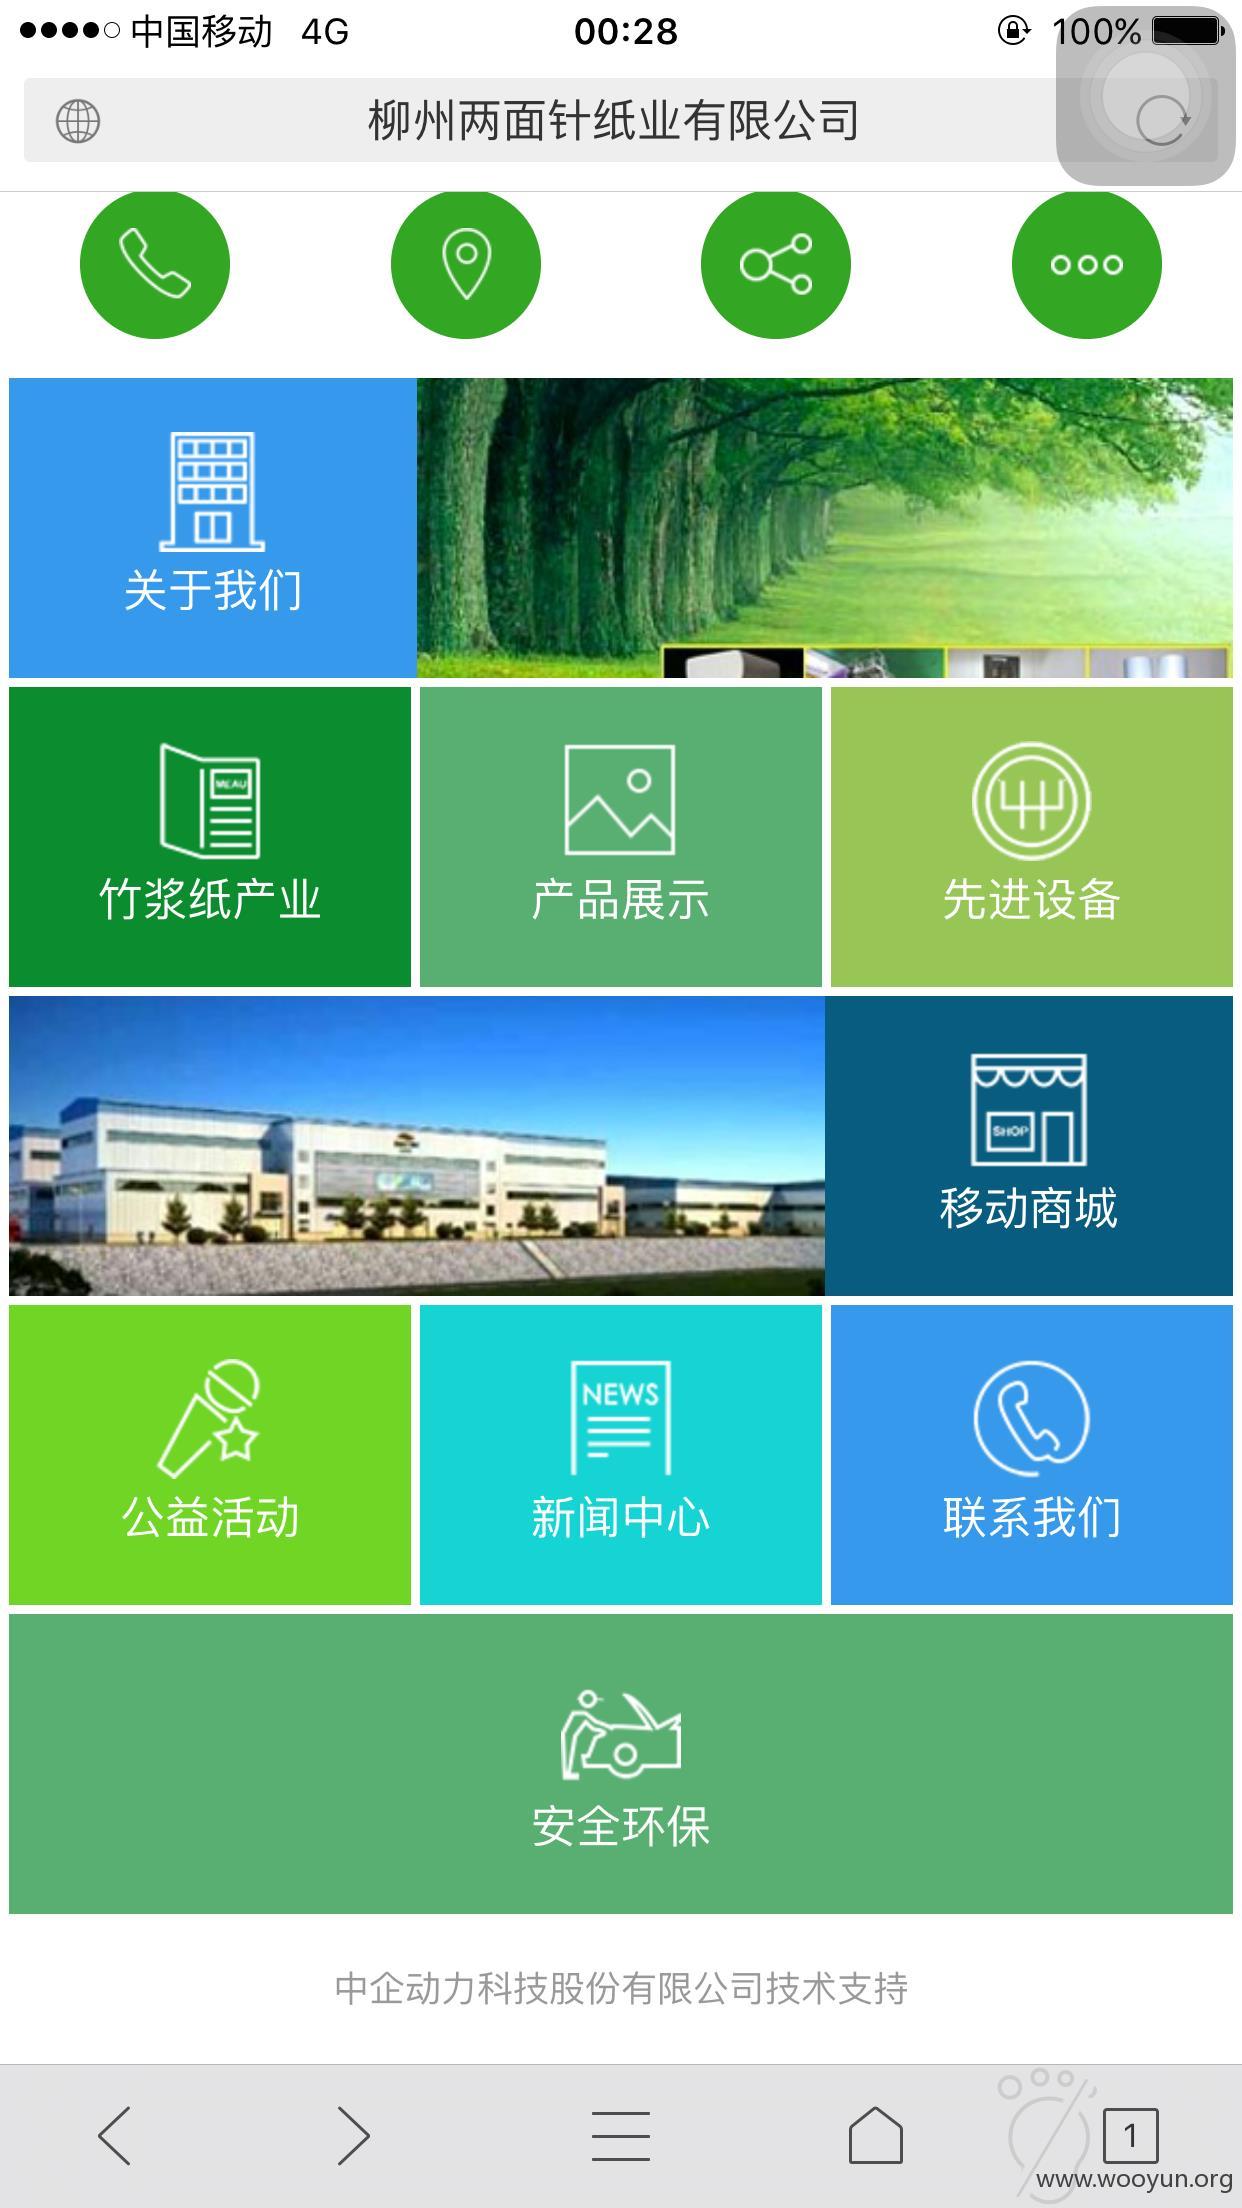 中国移动 4G 00:28 100%
柳州两面针纸业有限公司
关于我们
MEAU
竹浆纸产业 产品展示 先进设备
SHOP
移动商城
NEWS
公益活动 新闻中心 联系我们
安全环保
中企动力科技股份有限公司技术支持
1
www.wooyun.org